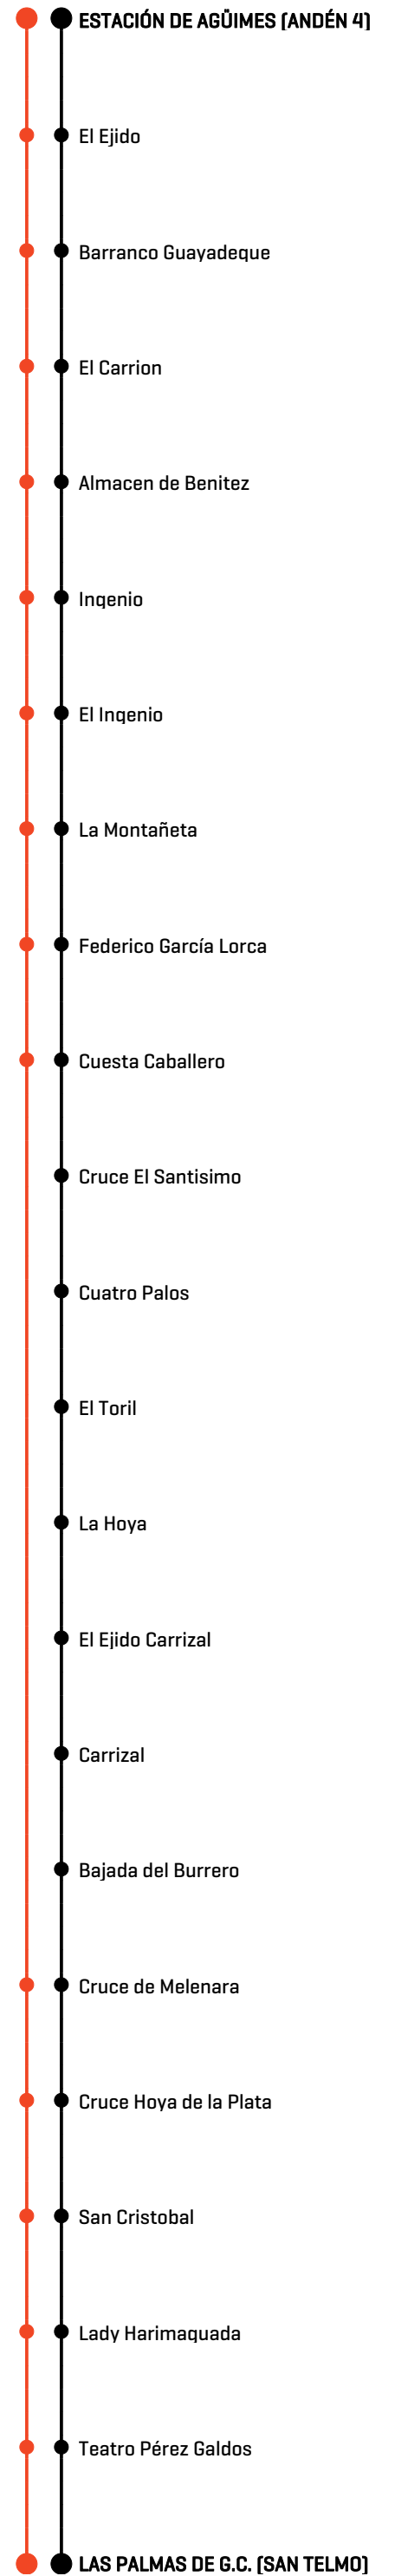 ESTACIÓN DE AGÜIMES (ANDÉN 4)
El Ejido
Barranco Guayadeque
El Carrion
Almacen de Benitez
Ingenio
El Ingenio
La Montañeta
Federico García Lorca
Cuesta Caballero
Cruce El Santisimo
Cuatro Palos
El Toril
La Hoya
El Ejido Carrizal
Carrizal
Bajada del Burrero
Cruce de Melenara
Cruce Hoya de la Plata
San Cristobal
Lady Harimaguada
Teatro Pérez Galdos
LAS PALMAS DE G.C. (SAN TELMO)